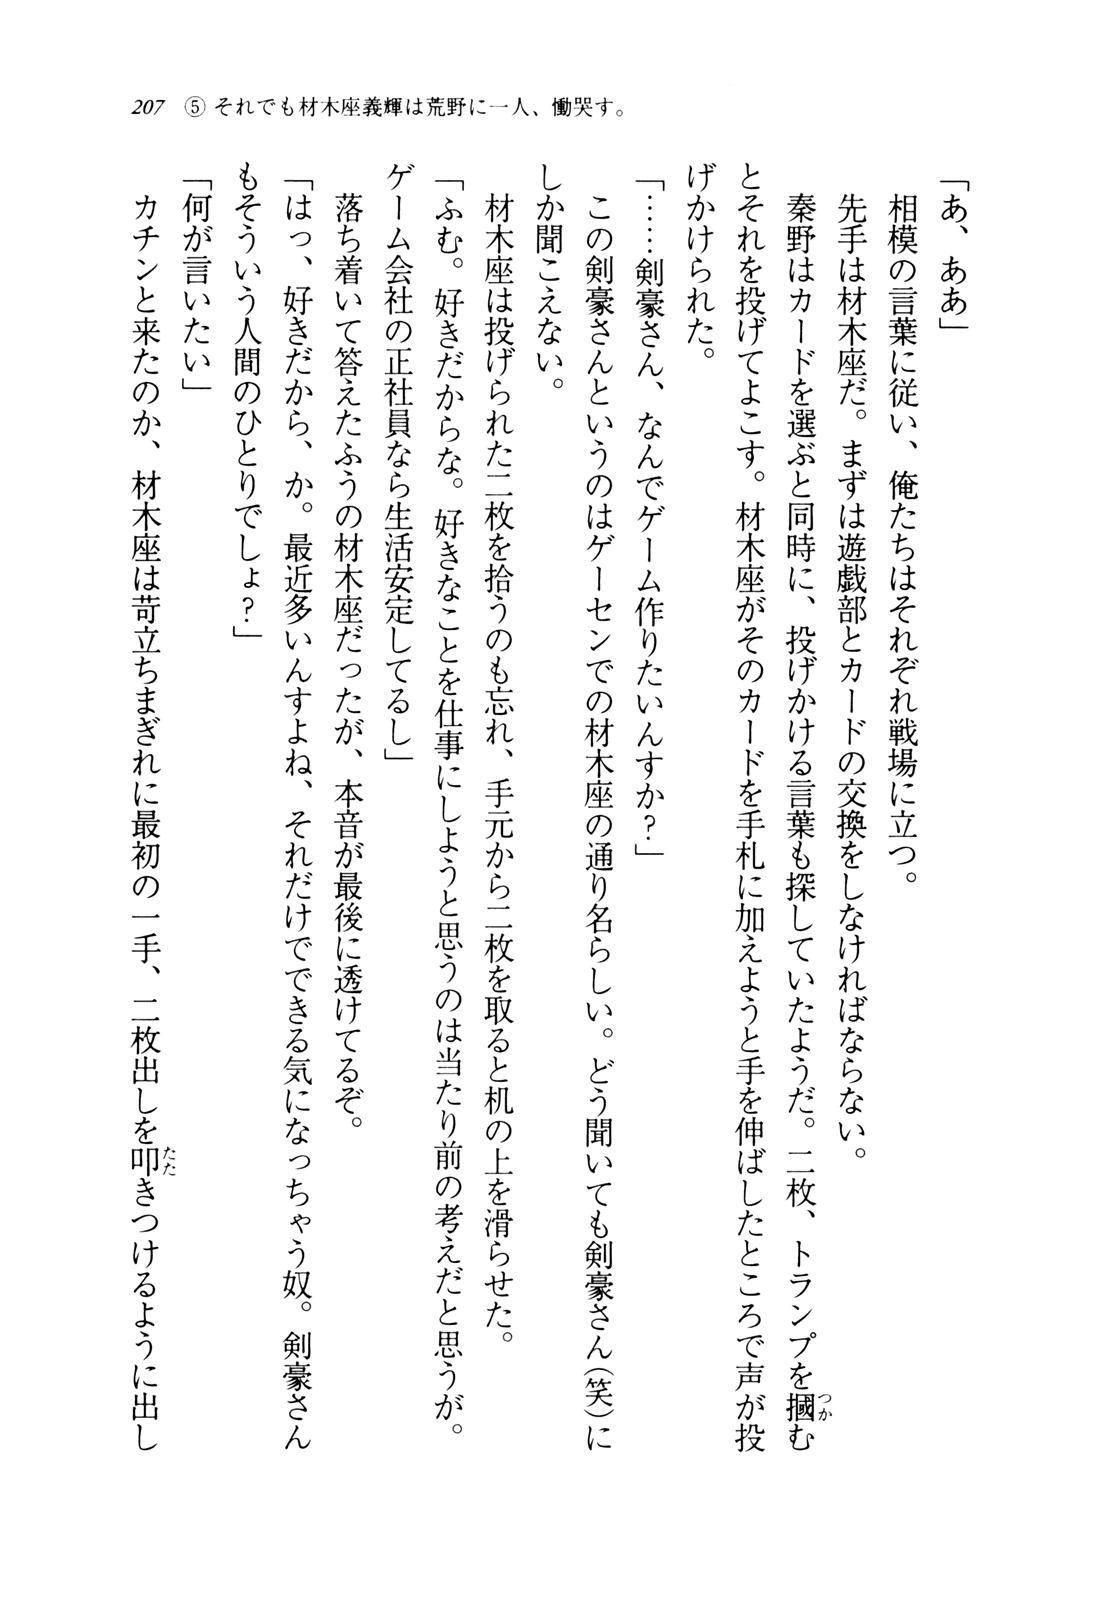 207 ⑤ それでも材木座義輝は荒野に一人、慟哭す。
「あ、ああ」
　相模の言葉に従い、俺たちはそれぞれ戦場に立つ。
　先手は材木座だ。まずは遊戯部とカードの交換をしなければならない。
　秦野はカードを選ぶと同時に、投げかける言葉も探していたようだ。二枚、トランプを摑む
とそれを投げてよこす。材木座がそのカードを手札に加えようと手を伸ばしたところで声が投
げかけられた。
「……剣豪さん、なんでゲーム作りたいんすか？」
　この剣豪さんというのはゲーセンでの材木座の通り名らしい。どう聞いても剣豪さん（笑）に
しか聞こえない。
　材木座は投げられた二枚を拾うのも忘れ、手元から二枚を取ると机の上を滑らせた。
「ふむ。好きだからな。好きなことを仕事にしようと思うのは当たり前の考えだと思うが。
ゲーム会社の正社員なら生活安定してるし」
　落ち着いて答えたふうの材木座だったが、本音が最後に透けてるぞ。
「はっ、好きだから、か。最近多いんすよね、それだけでできる気になっちゃう奴。剣豪さん
もそういう人間のひとりでしょ？」
「何が言いたい」
　カチンと来たのか、材木座は苛立ちまぎれに最初の一手、二枚出しを叩きつけるように出し